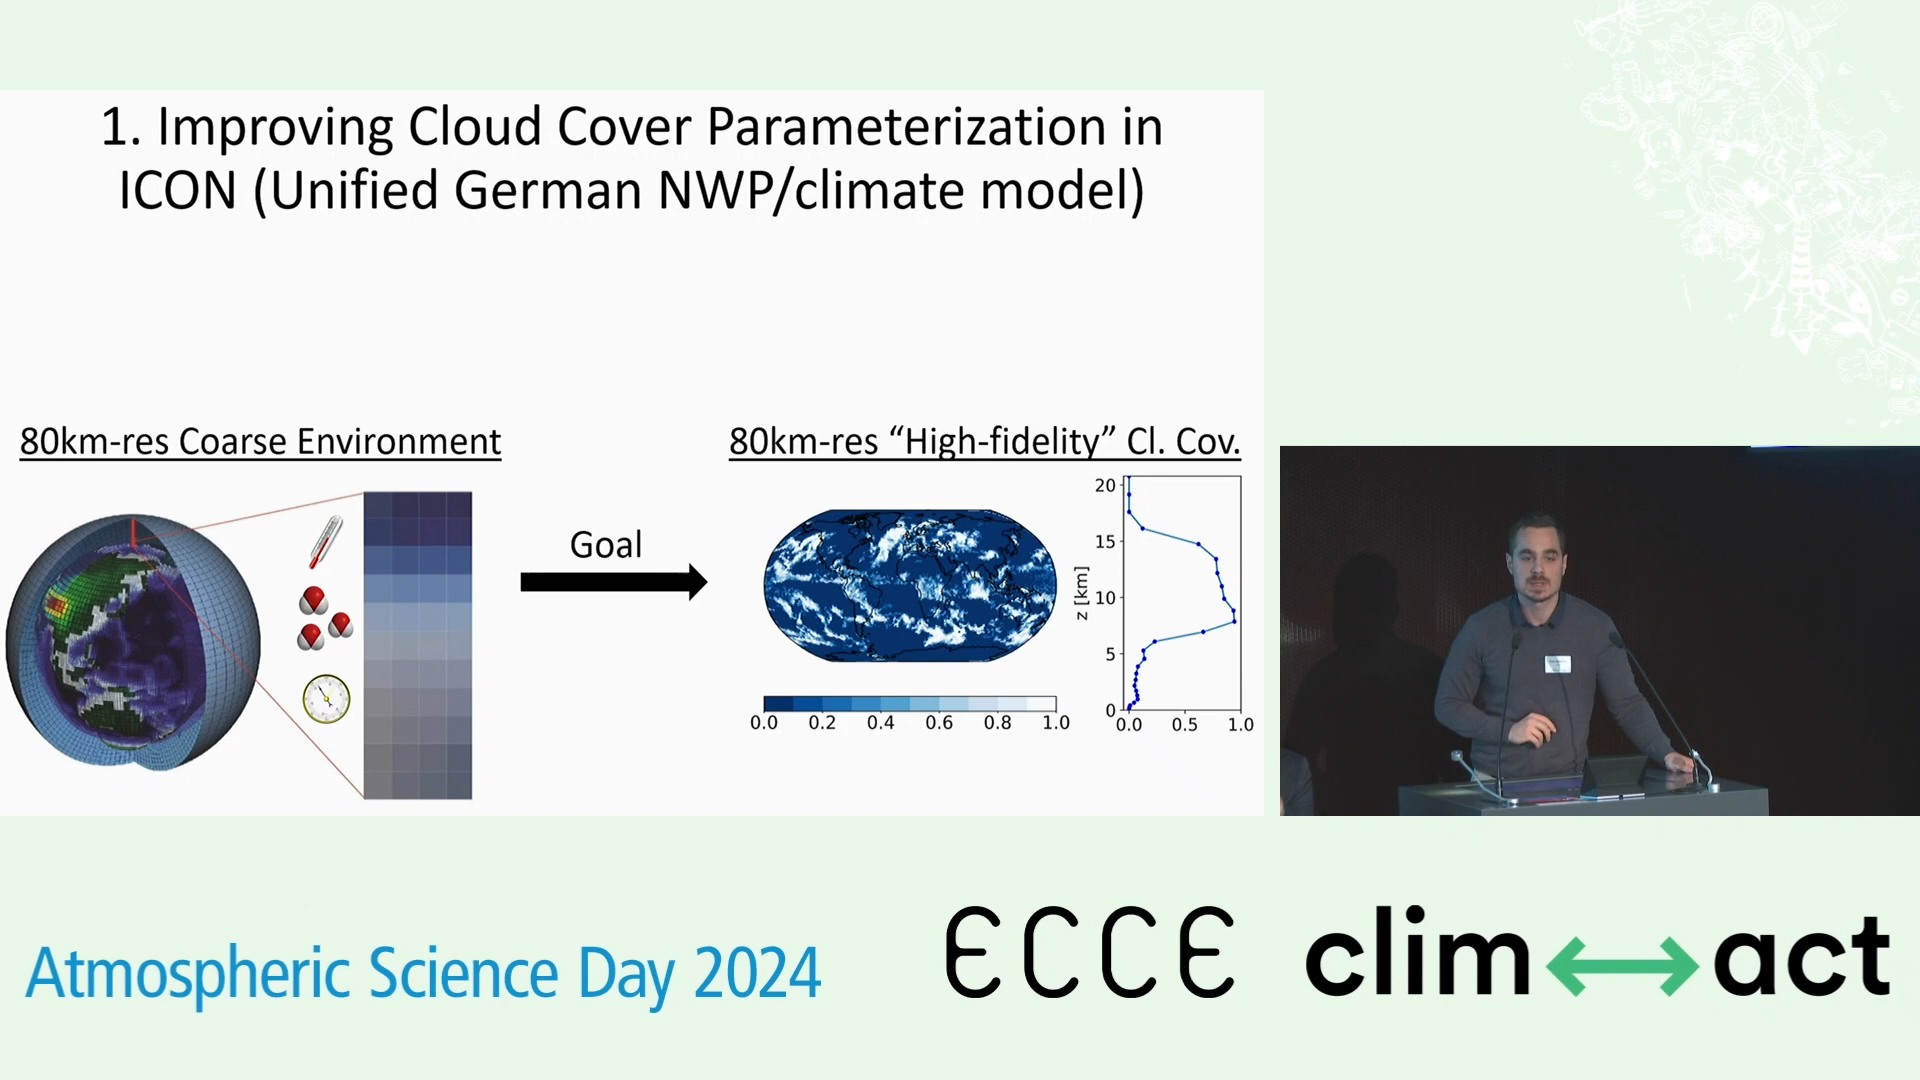 1. Improving Cloud Cover Parameterization in
ICON (Unified German NWP/climate model)
80km-res Coarse Environment
80km-res “High-fidelity” Cl. Cov.
Goal
0.0 0.2 0.4 0.6 0.8 1.0
z [km]
20
15
10
5
0
0.0 0.5 1.0
Atmospheric Science Day 2024
ECCE
clim act